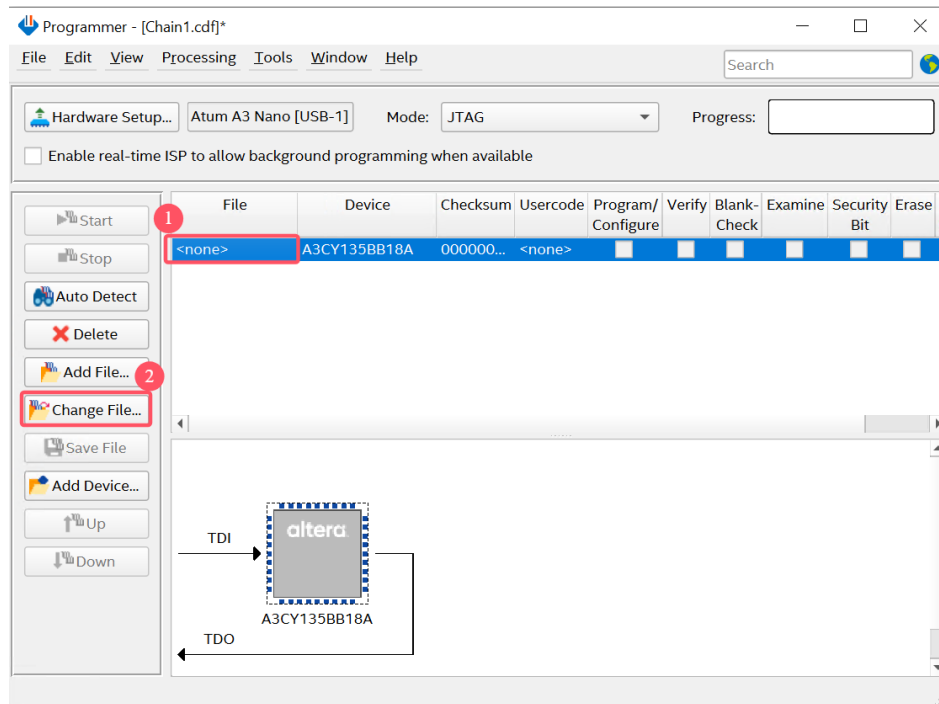 Programmer - [Chain1.cdf]*
File Edit View Processing Tools Window Help
Search
Hardware Setup... Atum A3 Nano [USB-1] Mode: JTAG Progress:
Enable real-time ISP to allow background programming when available
File Device Checksum Usercode Program/ Configure Verify Blank- Check Examine Security Bit Erase
1
<none> A3CY135BB18A 000000... <none>
Start
Stop
Auto Detect
Delete
Add File...
2
Change File...
Save File
Add Device...
Up
Down
altera
TDI
A3CY135BB18A
TDO